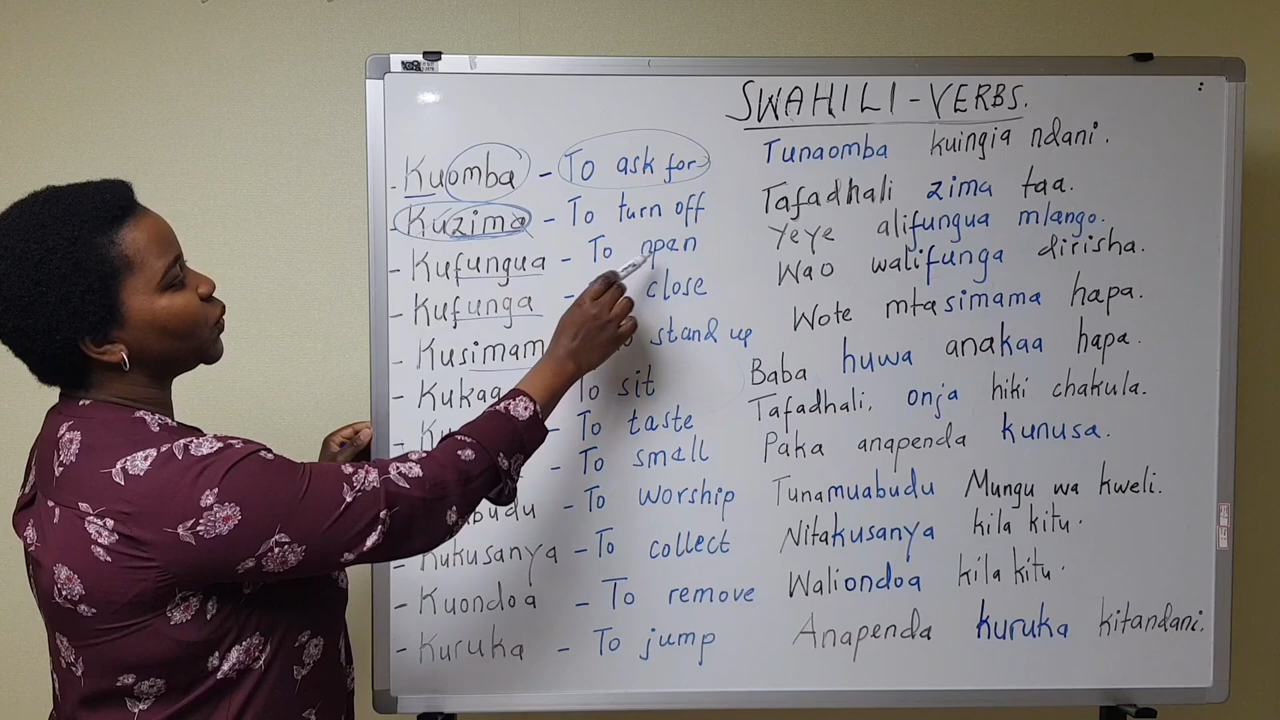 SWAHILI - VERBS.
- Kuomba - To ask for Tunaomba kuingia ndani.
- Kuzima - To turn off Tafadhali zima taa.
- Kufungua - To open Yeye alifungua mlango.
- Kufunga - close Wao walifunga dirisha.
- Kusimam stand up Wote mtasimama hapa.
- Kukaa To sit Baba huwa anakaa hapa.
- To taste Tafadhali, onja hiki chakula.
- To smell Paka anapenda kunusa.
- abudu - To worship Tunamuabudu Mungu wa kweli.
- Kukusanya - To collect Nitakusanya kila kitu.
- Kuondoa - To remove Waliondoa kila kitu.
- Kuruka - To jump Anapenda kuruka kitandani.